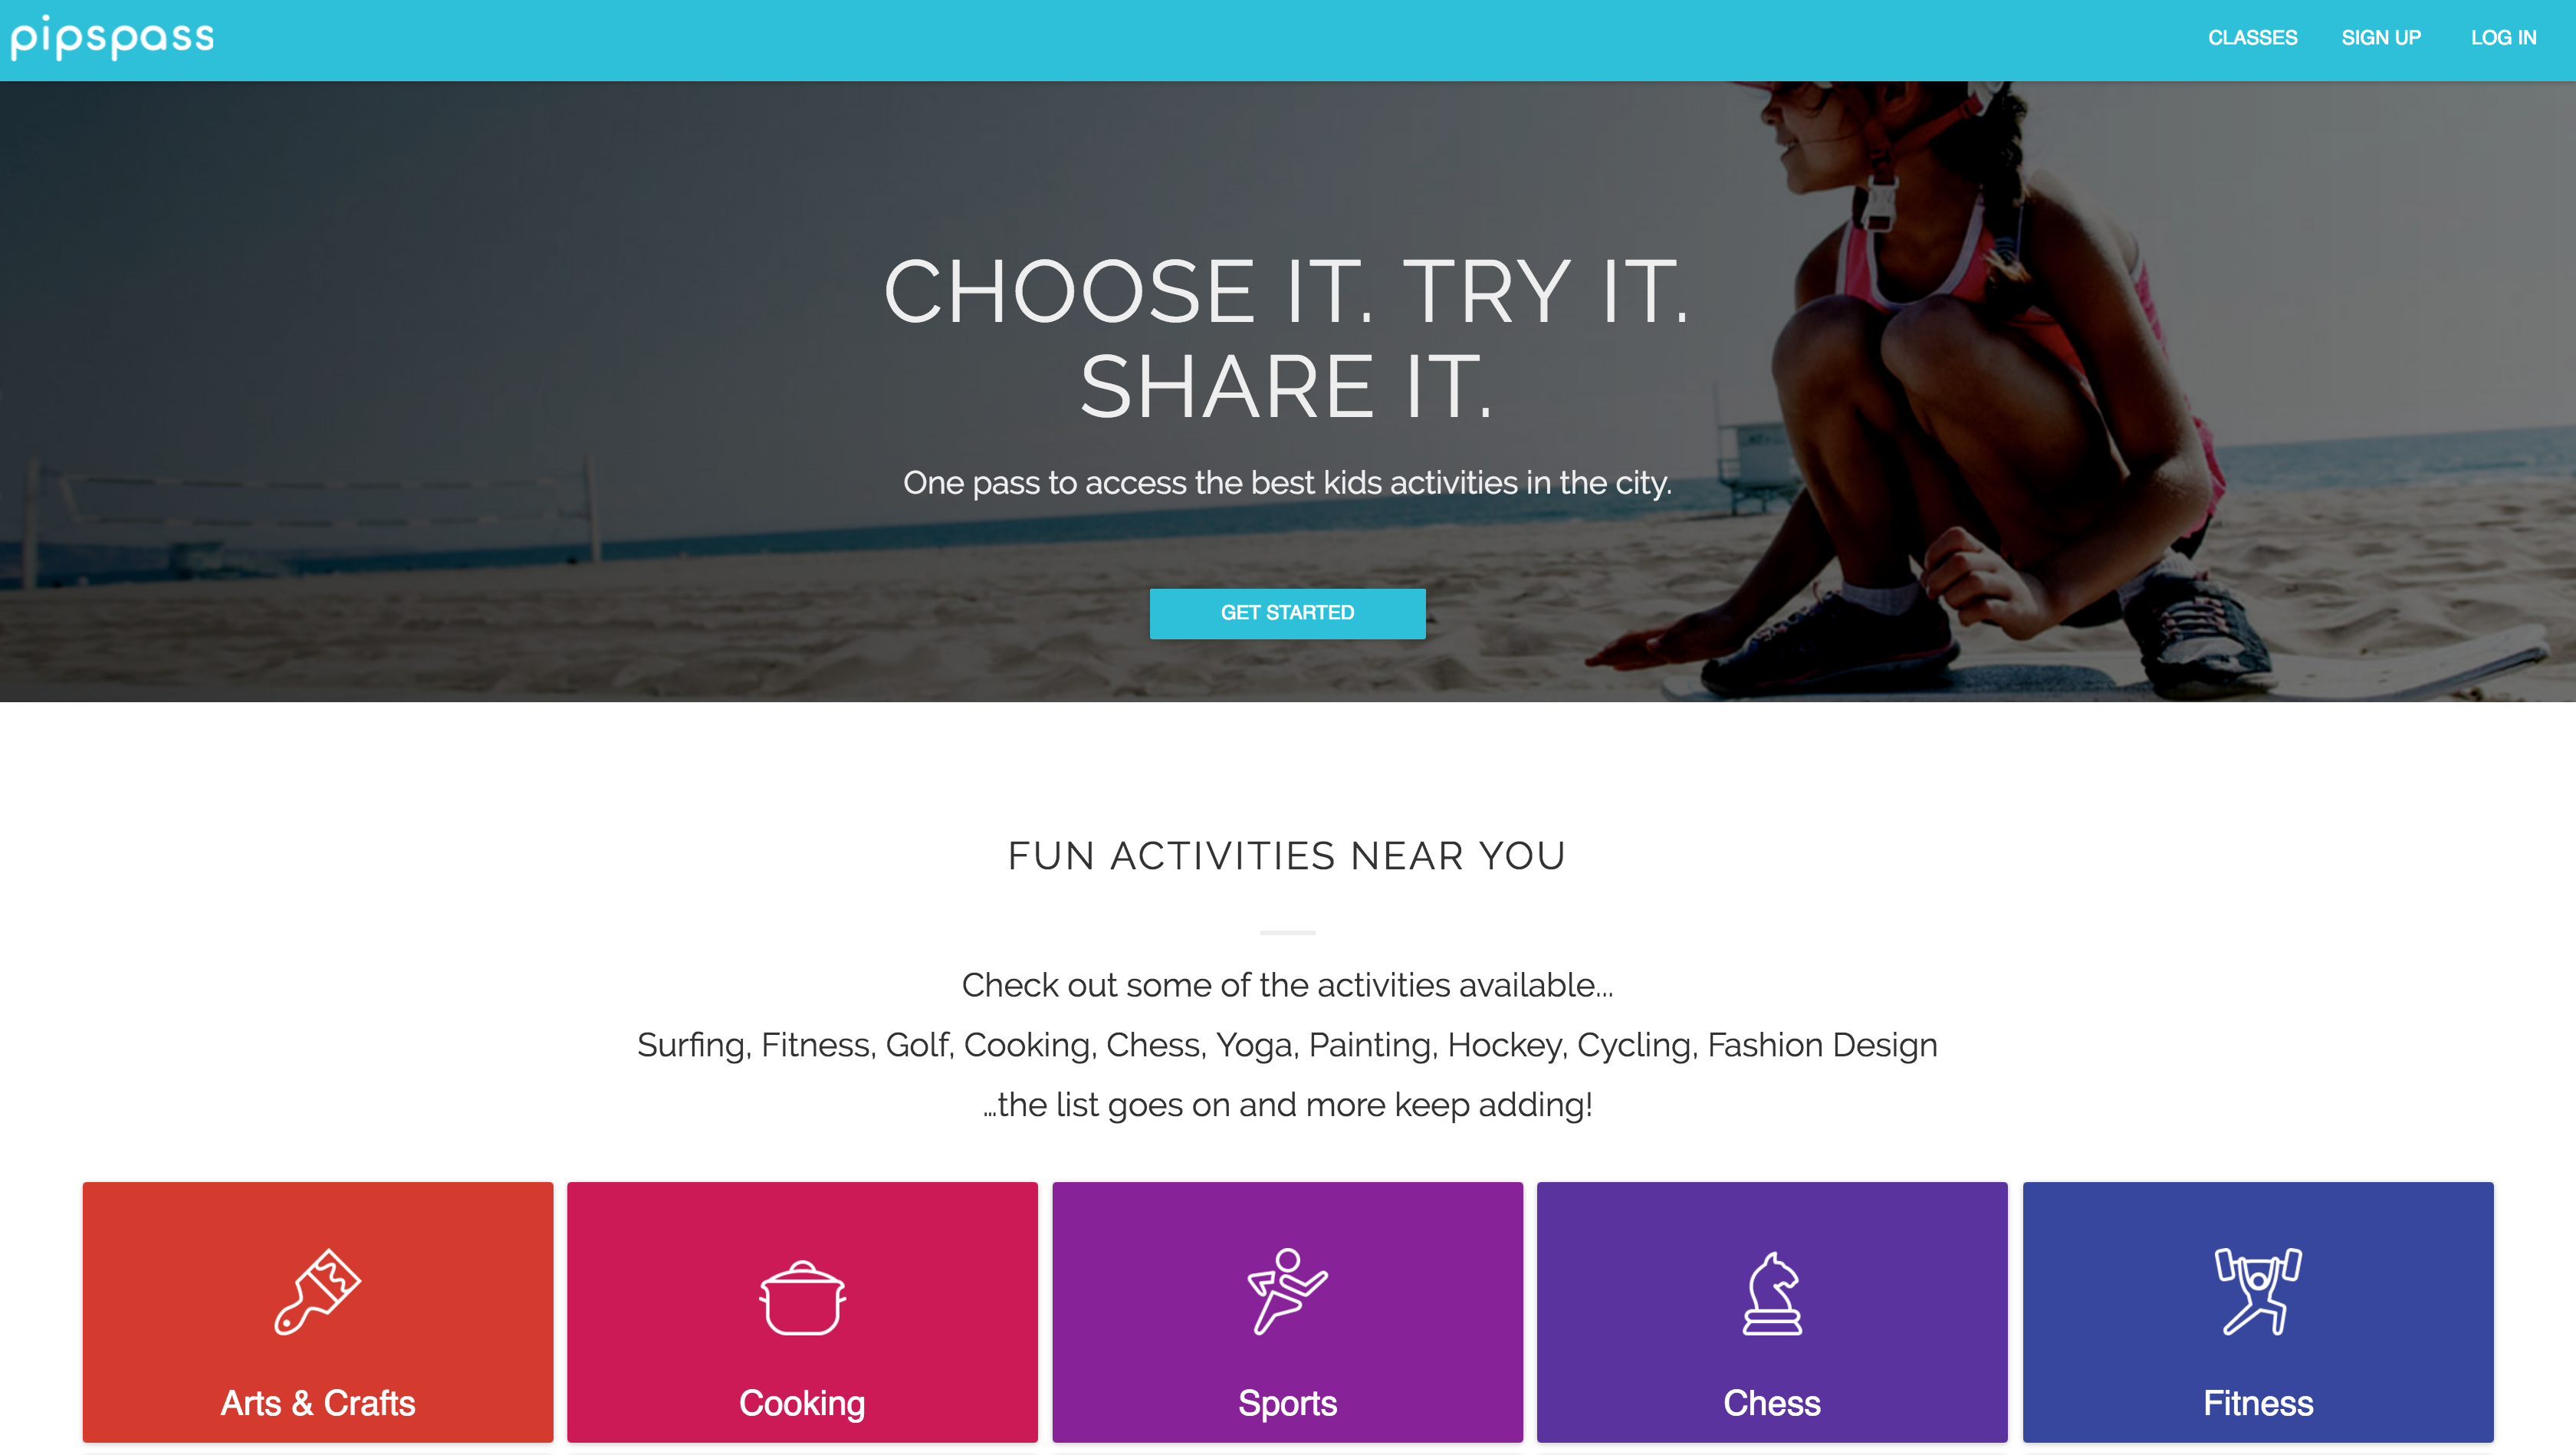 pipspass
CLASSES SIGN UP LOG IN
CHOOSE IT. TRY IT.
SHARE IT.
One pass to access the best kids activities in the city.
GET STARTED
FUN ACTIVITIES NEAR YOU
Check out some of the activities available...
Surfing, Fitness, Golf, Cooking, Chess, Yoga, Painting, Hockey, Cycling, Fashion Design
...the list goes on and more keep adding!
Arts & Crafts
Cooking
Sports
Chess
Fitness